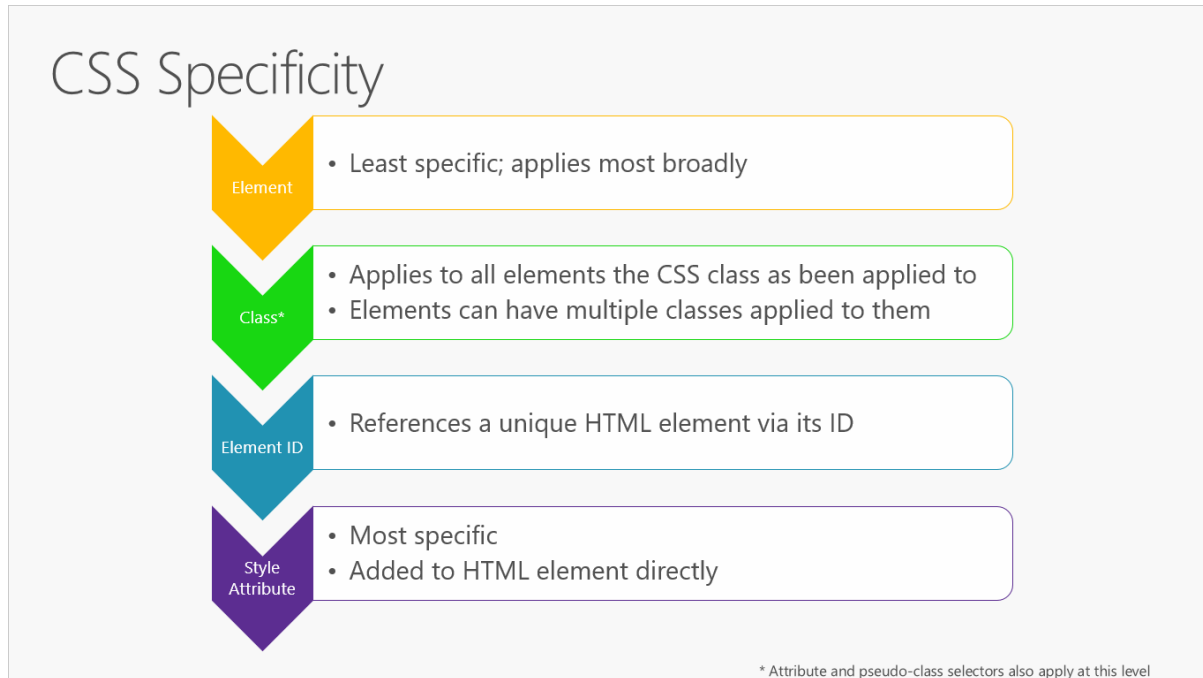 CSS Specificity
Element
• Least specific; applies most broadly
Class*
• Applies to all elements the CSS class as been applied to
• Elements can have multiple classes applied to them
Element ID
• References a unique HTML element via its ID
Style
Attribute
• Most specific
• Added to HTML element directly
* Attribute and pseudo-class selectors also apply at this level